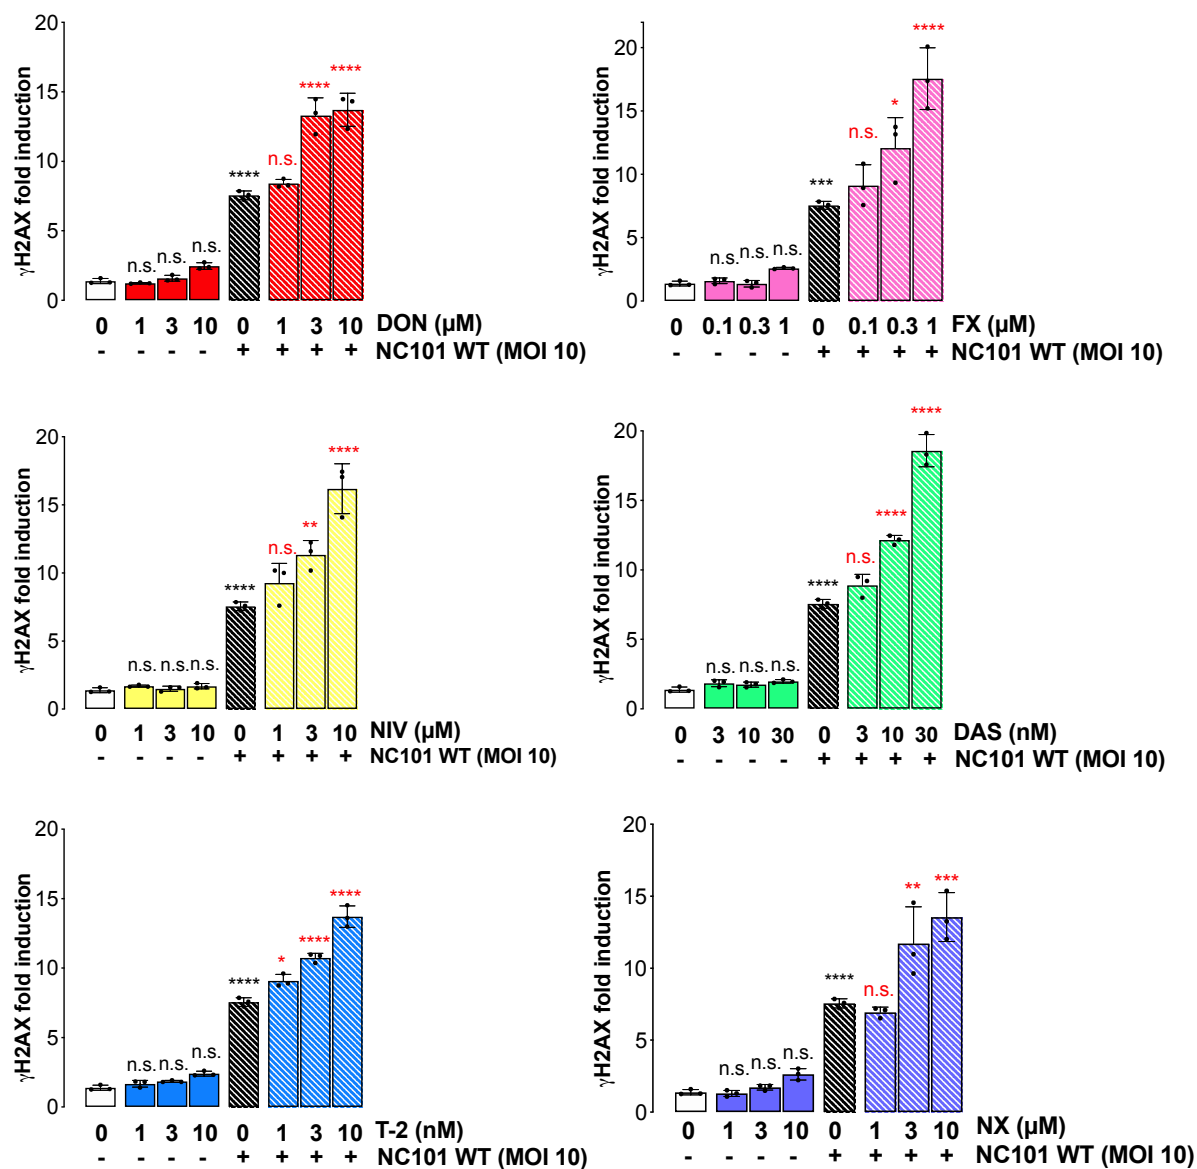 γH2AX fold induction
20
15
10
5
0
n.s.
n.s.
n.s.
****
n.s.
****
****
0 1 3 10 0 1 3 10 DON (µM)
- - - - + + + + NC101 WT (MOI 10)
γH2AX fold induction
20
15
10
5
0
***
n.s.
*
****
0 0.1 0.3 1 0 0.1 0.3 1 FX (µM)
- - - - + + + + NC101 WT (MOI 10)
γH2AX fold induction
20
15
10
5
0
n.s. n.s. n.s.
****
n.s.
**
****
0 1 3 10 0 1 3 10 NIV (µM)
- - - - + + + + NC101 WT (MOI 10)
γH2AX fold induction
20
15
10
5
0
n.s. n.s. n.s.
****
n.s.
****
****
0 3 10 30 0 3 10 30 DAS (nM)
- - - - + + + + NC101 WT (MOI 10)
γH2AX fold induction
20
15
10
5
0
n.s.
n.s.
n.s.
****
*
****
****
0 1 3 10 0 1 3 10 T-2 (nM)
- - - - + + + + NC101 WT (MOI 10)
γH2AX fold induction
20
15
10
5
0
n.s.
n.s.
n.s.
****
n.s.
**
***
0 1 3 10 0 1 3 10 NX (µM)
- - - - + + + + NC101 WT (MOI 10)